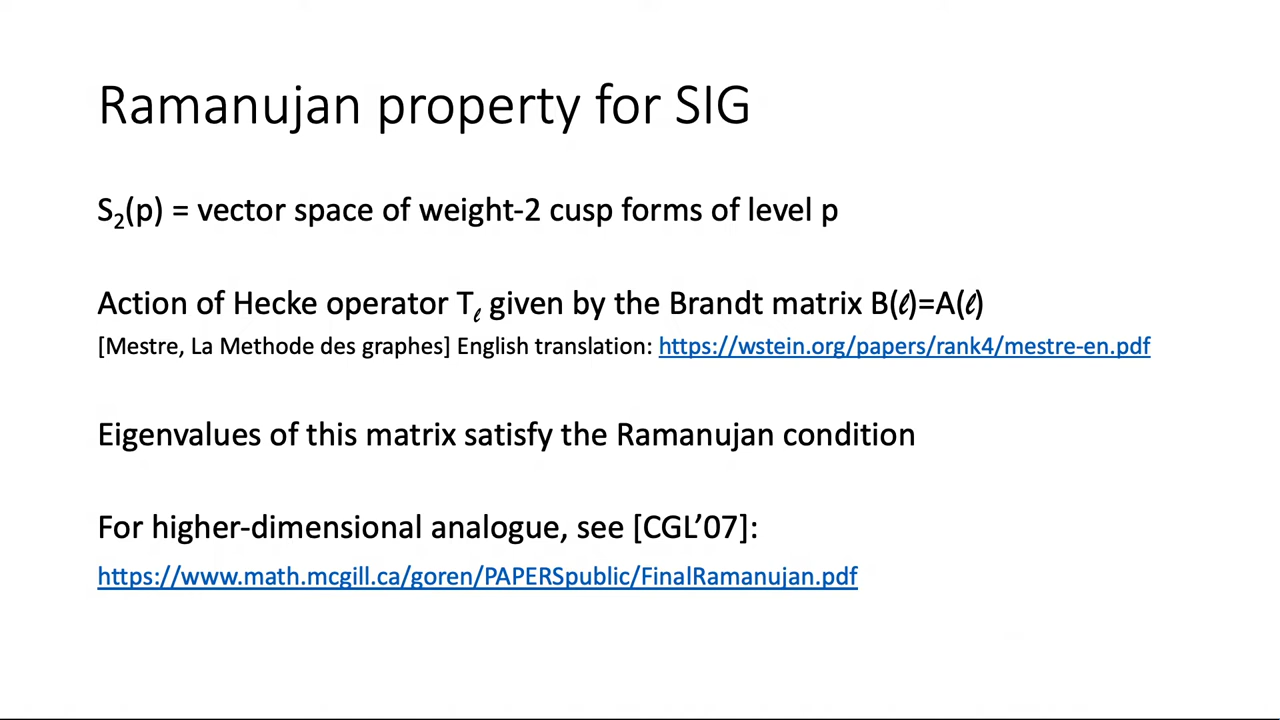 Ramanujan property for SIG
S₂(p) = vector space of weight-2 cusp forms of level p
Action of Hecke operator T_ℓ given by the Brandt matrix B(ℓ)=A(ℓ)
[Mestre, La Methode des graphes] English translation: https://wstein.org/papers/rank4/mestre-en.pdf
Eigenvalues of this matrix satisfy the Ramanujan condition
For higher-dimensional analogue, see [CGL’07]:
https://www.math.mcgill.ca/goren/PAPERSpublic/FinalRamanujan.pdf